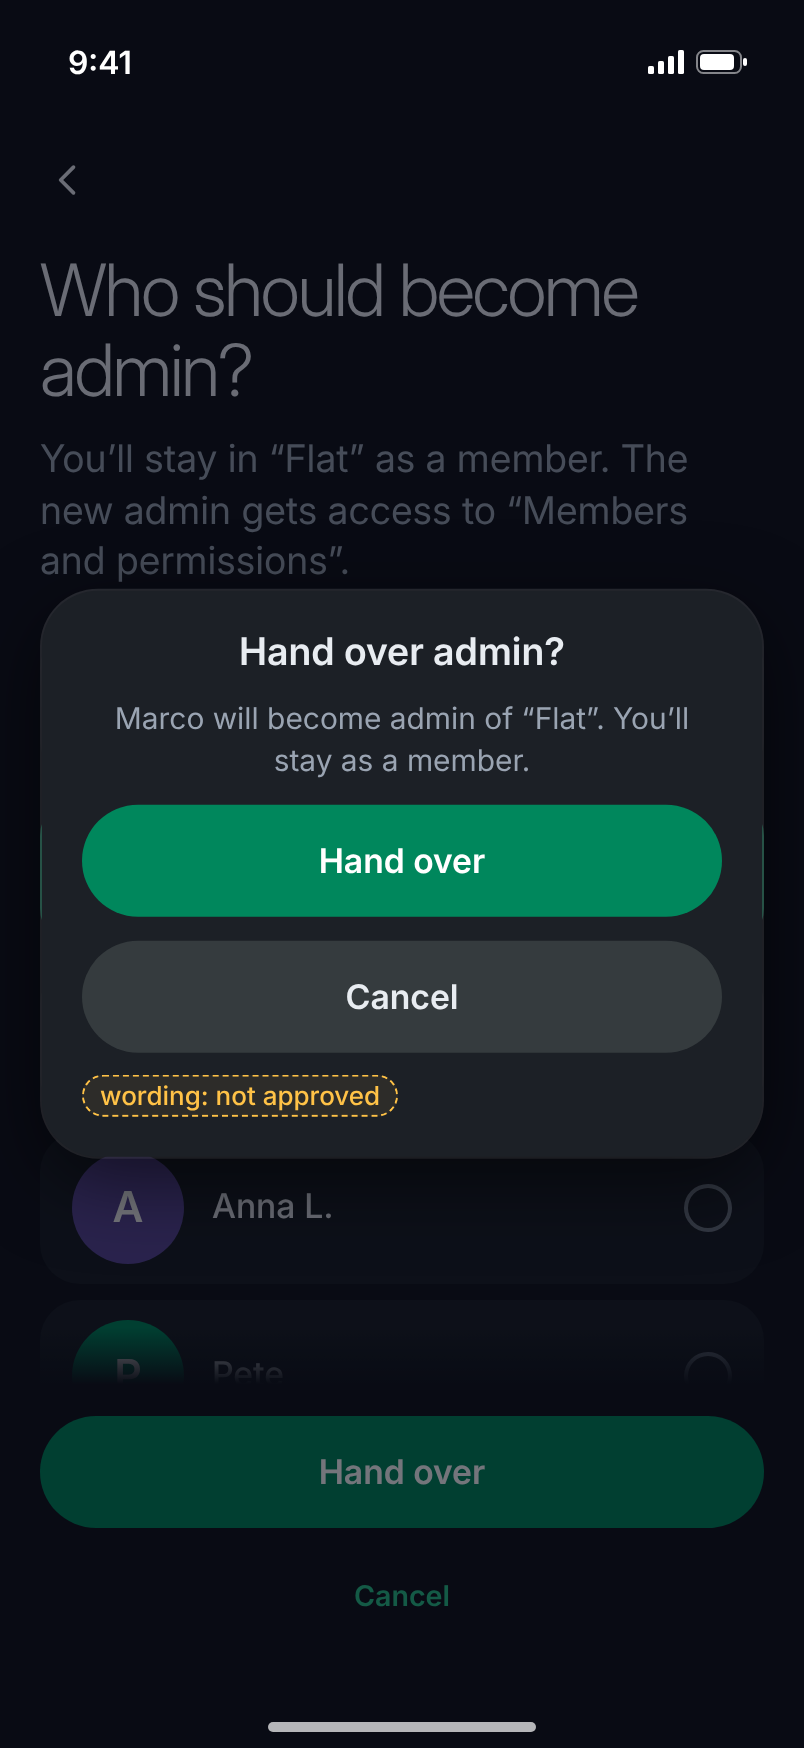 9:41
Who should become
admin?
You’ll stay in “Flat” as a member. The
new admin gets access to “Members
and permissions”.
Hand over admin?
Marco will become admin of “Flat”. You’ll
stay as a member.
Hand over
Cancel
wording: not approved
A
Anna L.
P
Pete
Hand over
Cancel